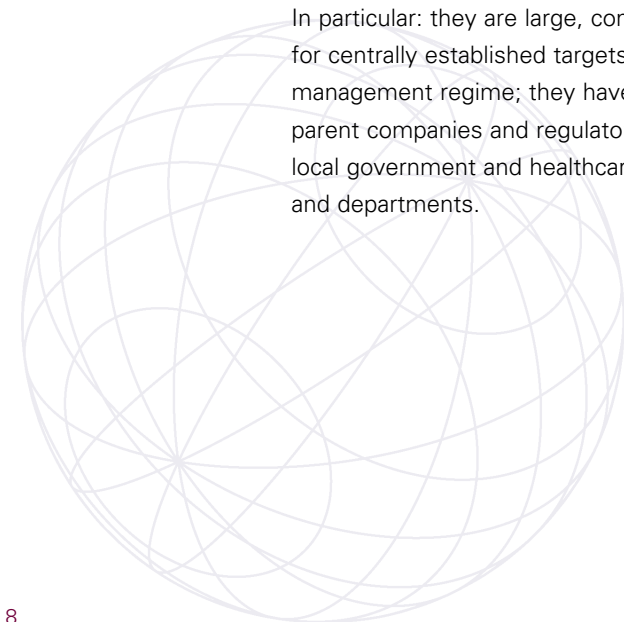 In particular: they are large, con
for centrally established targets
management regime; they have
parent companies and regulato
local government and healthcar
and departments.
8